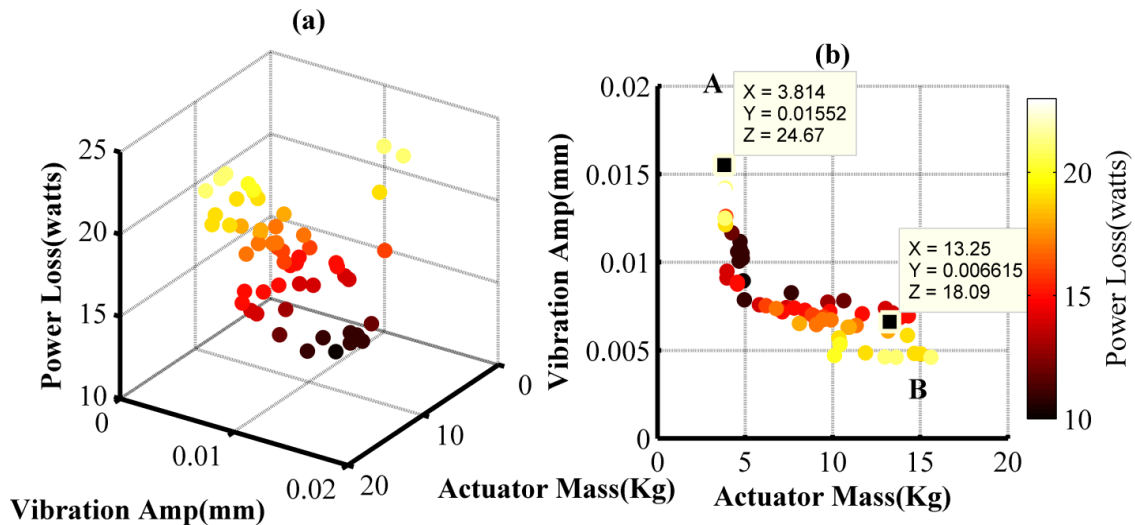 (a)
25
20
15
10
Power Loss(watts)
0
0.01
0.02
Vibration Amp(mm)
0
10
20
Actuator Mass(Kg)
(b)
0.02
0.015
0.01
0.005
0
Vibration Amp(mm)
A
X = 3.814
Y = 0.01552
Z = 24.67
X = 13.25
Y = 0.006615
Z = 18.09
B
0
5
10
15
20
Actuator Mass(Kg)
20
15
10
Power Loss(watts)